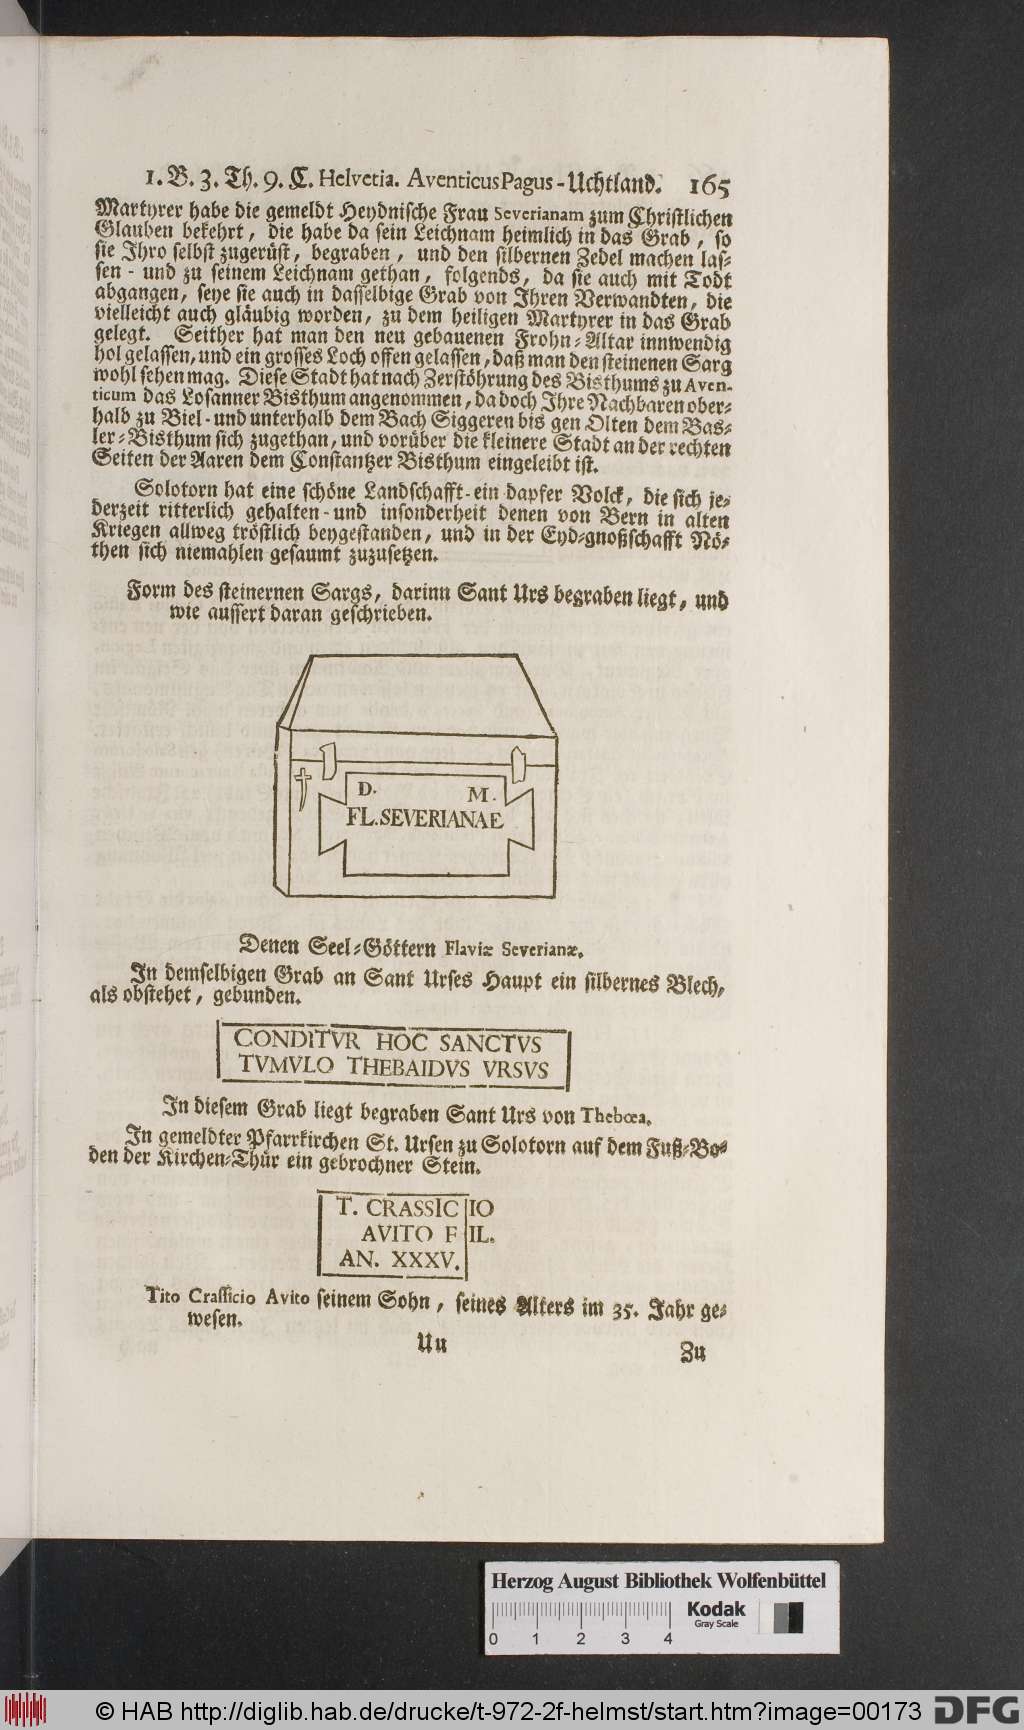 1. B. 3. Th. 9. C. Helvetia. Aventicus Pagus - Uchtland. 165
Martyrer habe die gemeldt Heydnische Frau Severianam zum Christlichen
Glauben bekehrt, die habe da sein Leichnam heimlich in das Grab, so
sie Ihro selbst zugerüst, begraben, und den silbernen Zedel machen las-
sen - und zu seinem Leichnam gethan, folgends, da sie auch mit Todt
abgangen, seye sie auch in dasselbige Grab von Ihren Verwandten, die
vielleicht auch gläubig worden, zu dem heiligen Martyrer in das Grab
gelegt. Seither hat man den neu gebauenen Frohn-Altar innwendig
hol gelassen, und ein grosses Loch offen gelassen, daß man den steinenen Sarg
wohl sehen mag. Diese Stadt hat nach Zerstöhrung des Bisthums zu Aven-
ticum das Losanner Bisthum angenommen, da doch Ihre Nachbaren ober-
halb zu Biel - und unterhalb dem Bach Siggeren bis gen Olten dem Bas-
ler-Bisthum sich zugethan, und vorüber die kleinere Stadt an der rechten
Seiten der Aaren dem Constantzer Bisthum eingeleibt ist.
Solotorn hat eine schöne Landschafft - ein dapfer Volck, die sich je-
derzeit ritterlich gehalten - und insonderheit denen von Bern in alten
Kriegen allweg tröstlich beygestanden, und in der Eyd-gnoßschafft Nö-
then sich niemahlen gesaumt zuzusetzen.
Form des steinernen Sargs, darinn Sant Urs begraben liegt, und
wie aussert daran geschrieben.
D. M.
FL. SEVERIANAE
Denen Seel-Göttern Flaviæ Severianæ.
In demselbigen Grab an Sant Urses Haupt ein silbernes Blech,
als obstehet, gebunden.
CONDITVR HOC SANCTVS
TVMVLO THEBAIDVS VRSVS
In diesem Grab liegt begraben Sant Urs von Thebœa.
In gemeldter Pfarrkirchen St. Ursen zu Solotorn auf dem Fuß-Bo-
den der Kirchen-Thür ein gebrochner Stein.
T. CRASSICIO
AVITO FIL.
AN. XXXV.
Tito Crassicio Avito seinem Sohn, seines Alters im 35. Jahr ge-
wesen.
Uu Zu
Herzog August Bibliothek Wolfenbüttel
Kodak
Gray Scale
0 1 2 3 4
© HAB http://diglib.hab.de/drucke/t-972-2f-helmst/start.htm?image=00173 DFG